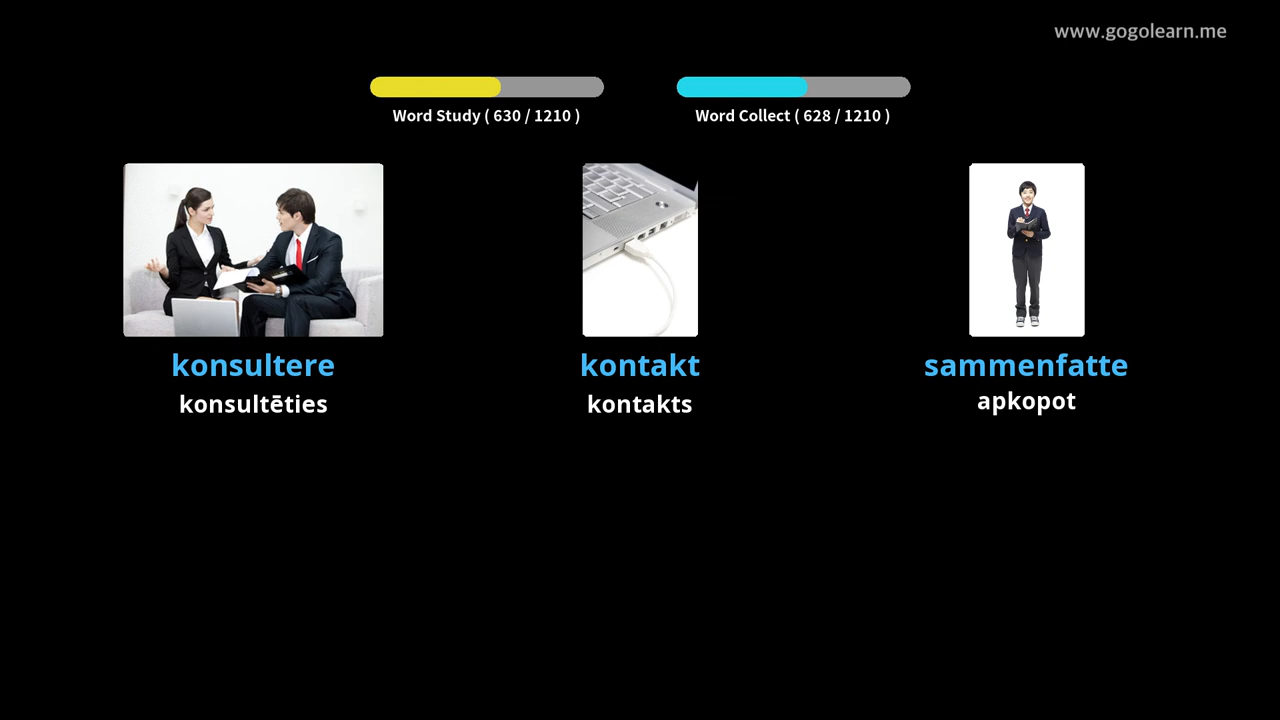 www.gogolearn.me
Word Study ( 630 / 1210 )
Word Collect ( 628 / 1210 )
konsultere
kontakt
sammenfatte
konsultēties
kontakts
apkopot